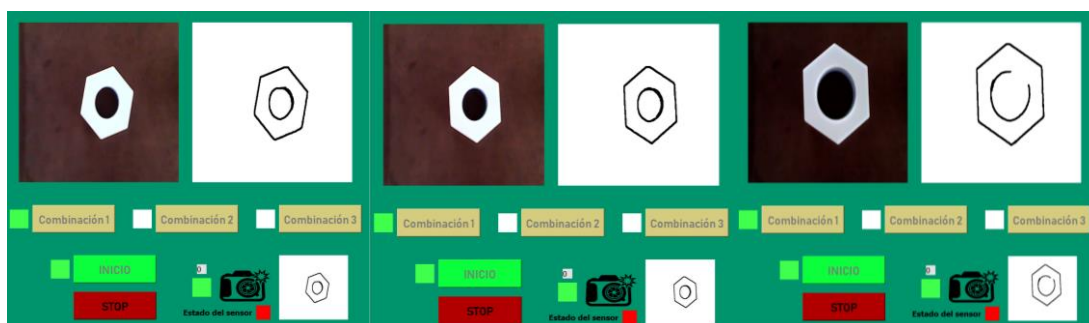 Combinación 1
Combinación 2
Combinación 3
INICIO
0
STOP
Estado del sensor
Combinación 1
Combinación 2
Combinación 3
INICIO
0
STOP
Estado del sensor
Combinación 1
Combinación 2
Combinación 3
INICIO
0
STOP
Estado del sensor